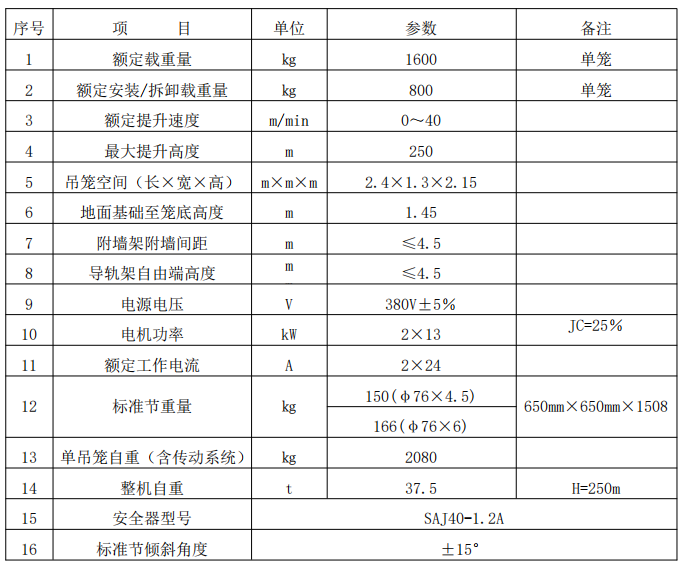 序号 项 目 单位 参数 备注
1 额定载重量 kg 1600 单笼
2 额定安装/拆卸载重量 kg 800 单笼
3 额定提升速度 m/min 0～40
4 最大提升高度 m 250
5 吊笼空间（长×宽×高） m×m×m 2.4×1.3×2.15
6 地面基础至笼底高度 m 1.45
7 附墙架附墙间距 m ≤4.5
8 导轨架自由端高度 m ≤4.5
9 电源电压 V 380V±5%
10 电机功率 kW 2×13 JC=25%
11 额定工作电流 A 2×24
12 标准节重量 kg 150(φ76×4.5) 650mm×650mm×1508
166(φ76×6)
13 单吊笼自重（含传动系统） kg 2080
14 整机自重 t 37.5 H=250m
15 安全器型号 SAJ40-1.2A
16 标准节倾斜角度 ±15°